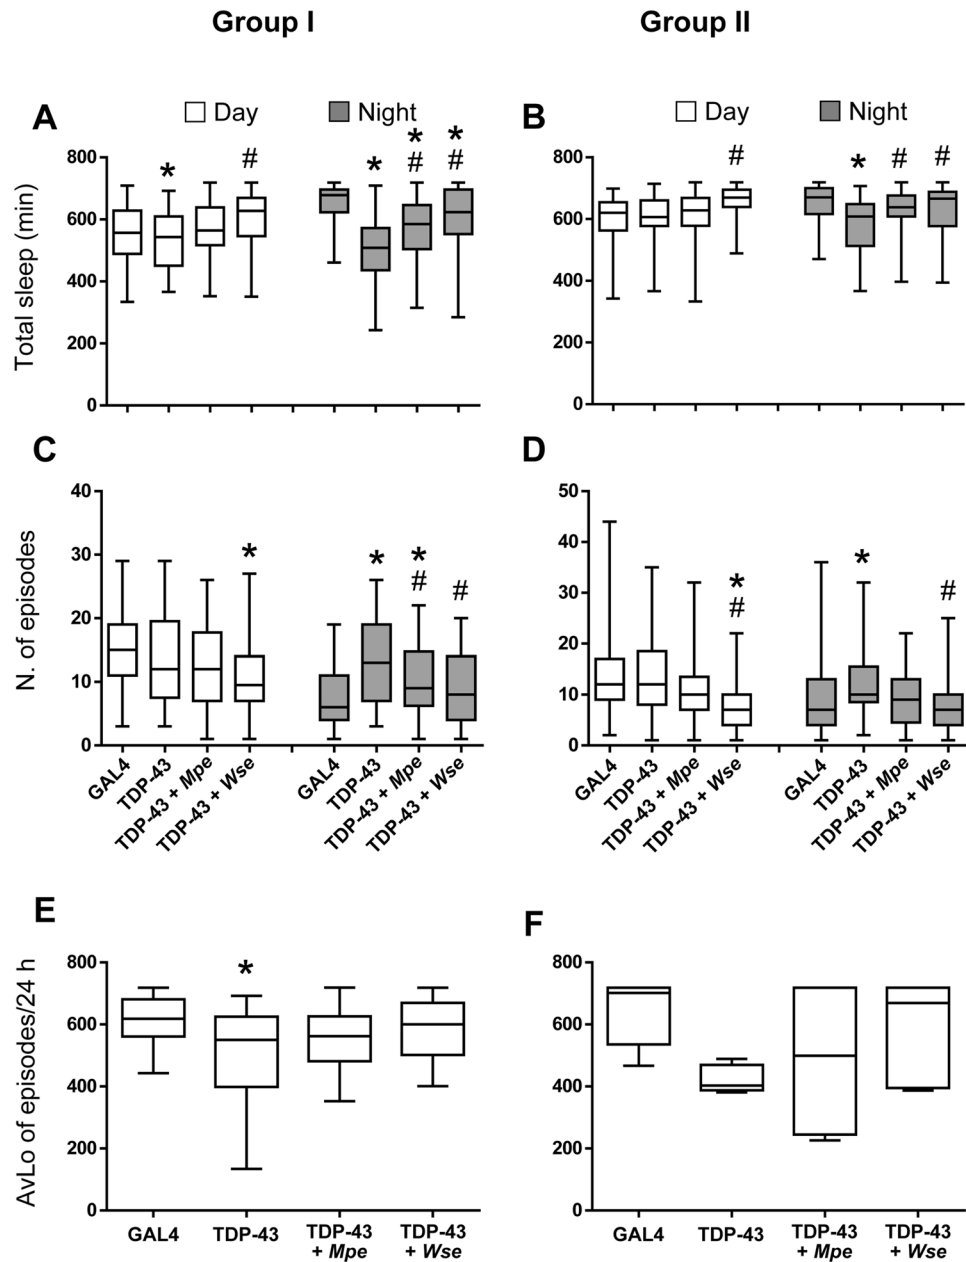 Group I
Group II
A
Day
Night
B
Day
Night
Total sleep (min)
800
600
400
200
0
*
#
*
*
#
*
#
800
600
400
200
0
#
*
#
#
C
D
N. of episodes
40
30
20
10
0
*
*
*
#
#
GAL4
TDP-43
TDP-43 + Mpe
TDP-43 + Wse
GAL4
TDP-43
TDP-43 + Mpe
TDP-43 + Wse
50
40
30
20
10
0
*
#
*
#
GAL4
TDP-43
TDP-43 + Mpe
TDP-43 + Wse
GAL4
TDP-43
TDP-43 + Mpe
TDP-43 + Wse
E
F
AvLo of episodes/24 h
800
600
400
200
0
*
GAL4
TDP-43
TDP-43
+ Mpe
TDP-43
+ Wse
800
600
400
200
0
GAL4
TDP-43
TDP-43
+ Mpe
TDP-43
+ Wse